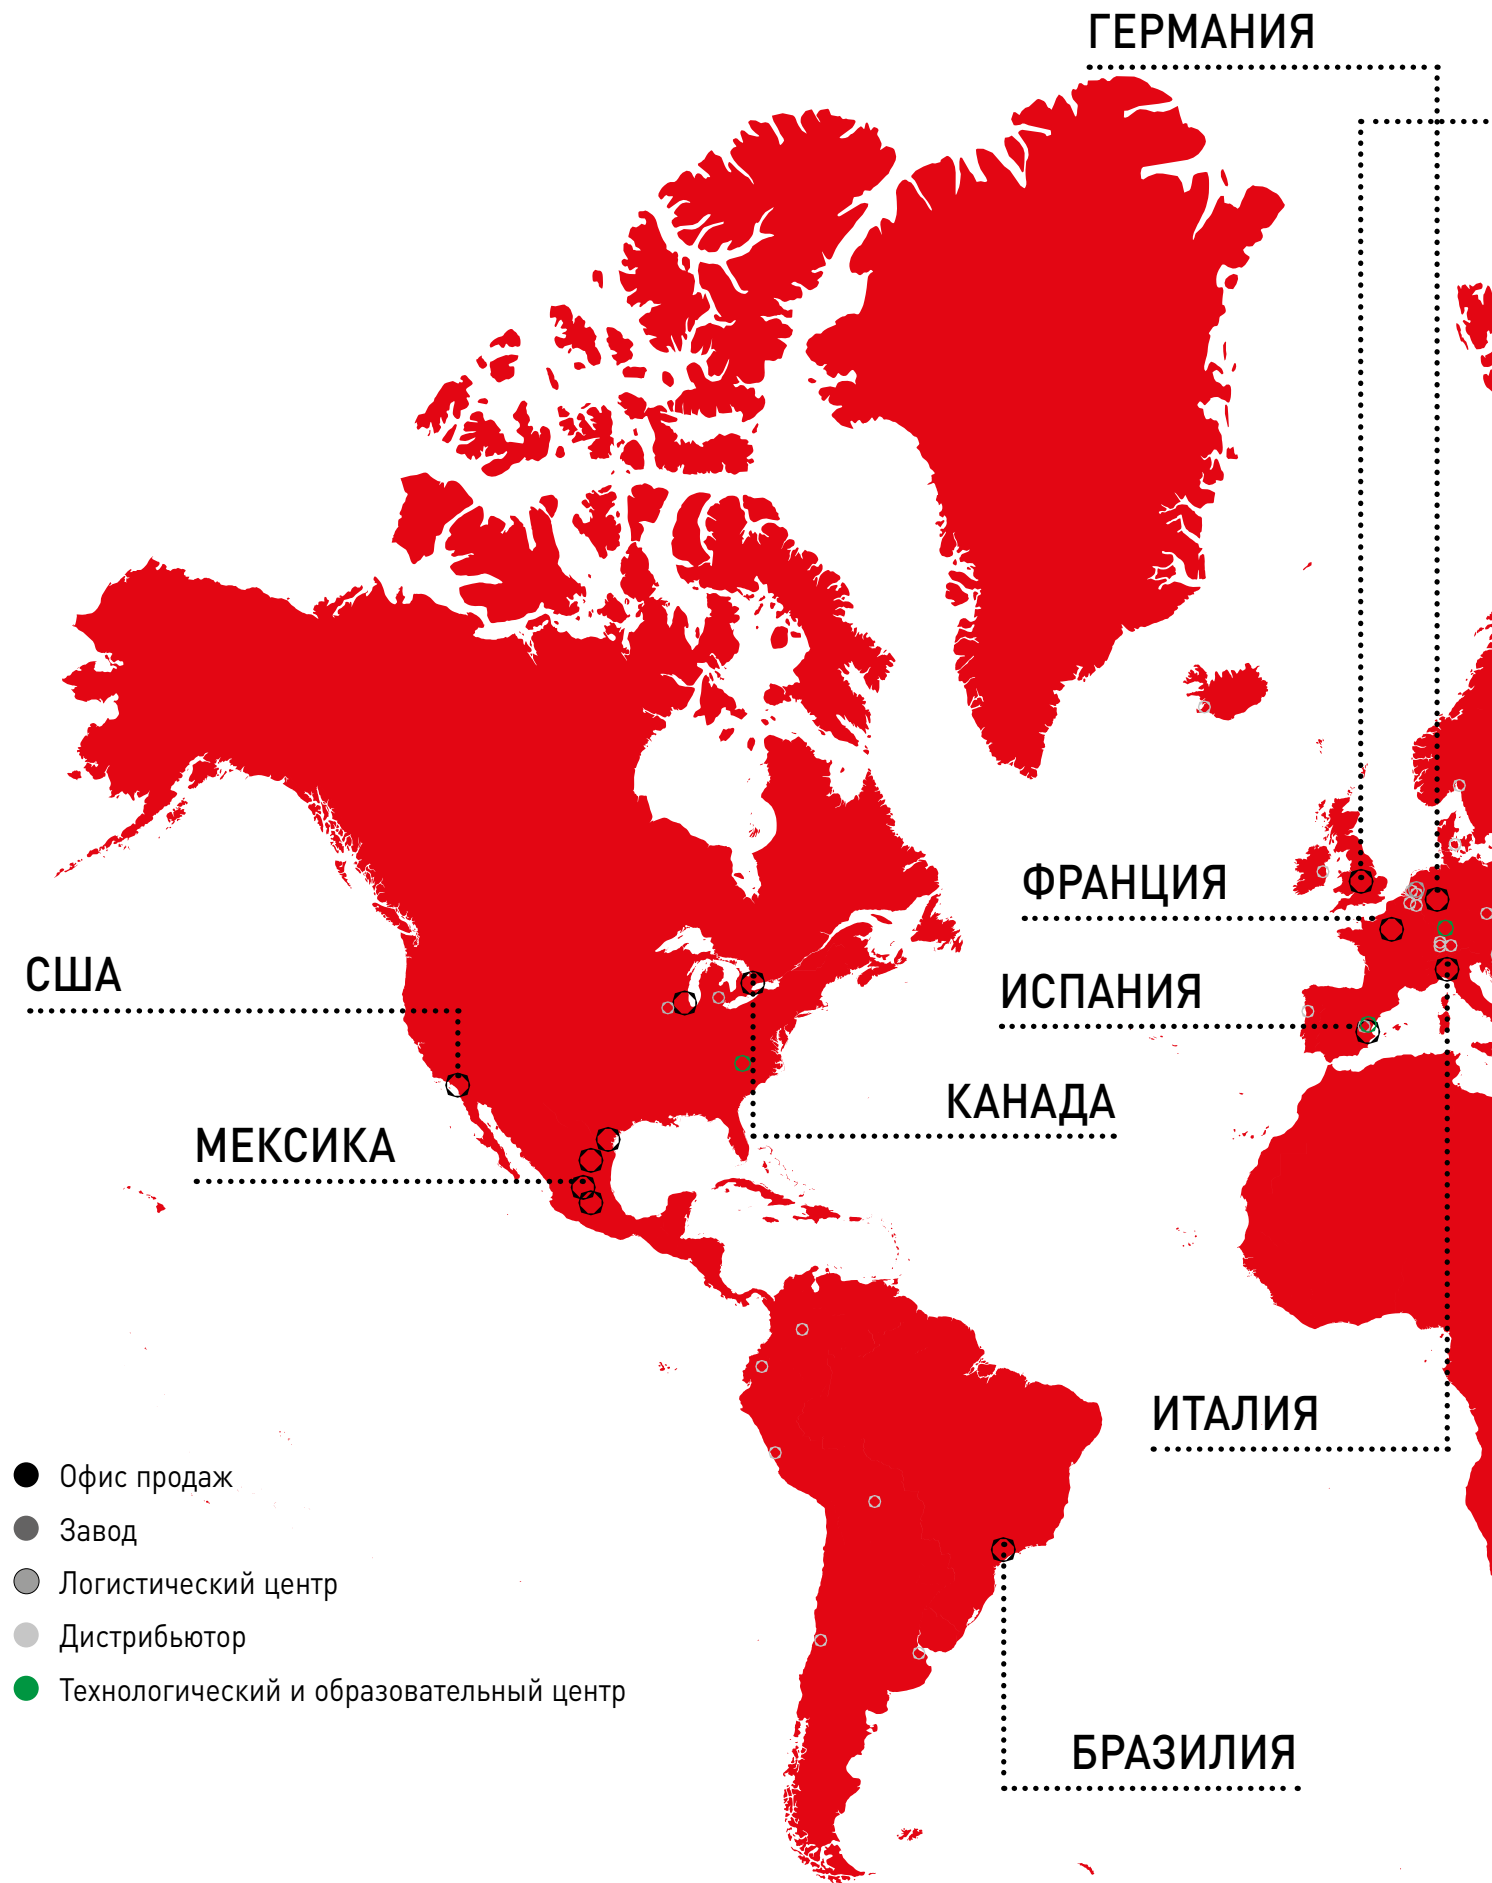 ГЕРМАНИЯ
ФРАНЦИЯ
США
ИСПАНИЯ
КАНАДА
МЕКСИКА
ИТАЛИЯ
Офис продаж
Завод
Логистический центр
Дистрибьютор
Технологический и образовательный центр
БРАЗИЛИЯ